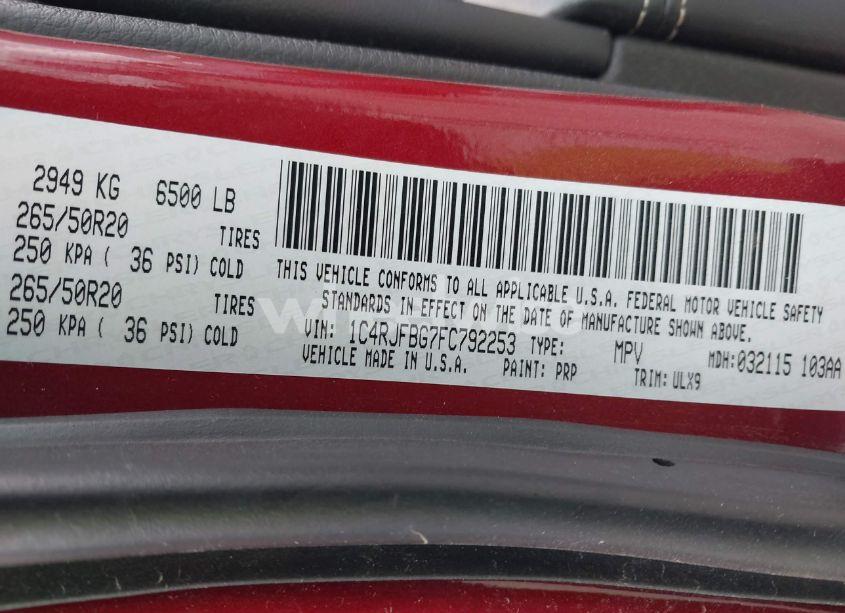 2949 KG 6500 LB
265/50R20 TIRES
250 KPA ( 36 PSI) COLD
265/50R20 TIRES
250 KPA ( 36 PSI) COLD
THIS VEHICLE CONFORMS TO ALL APPLICABLE U.S.A. FEDERAL MOTOR VEHICLE SAFETY
STANDARDS IN EFFECT ON THE DATE OF MANUFACTURE SHOWN ABOVE.
VIN: 1C4RJFBG7FC792253 TYPE: MPV MDH:032115 103AA
VEHICLE MADE IN U.S.A. PAINT: PRP TRIM: ULX9